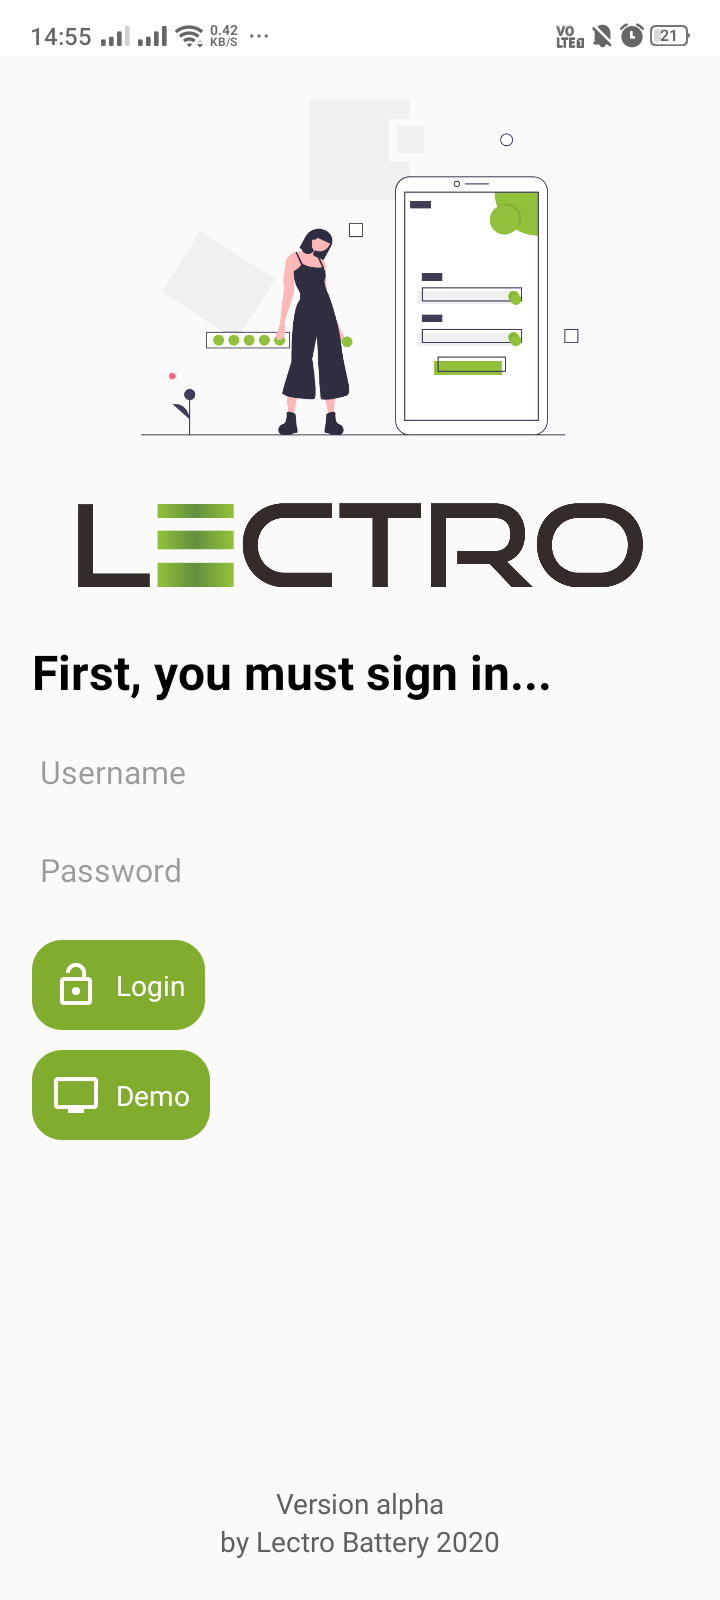 14:55 0.42 KB/S ... VO LTE1 21
LECTRO
First, you must sign in...
Username
Password
Login
Demo
Version alpha
by Lectro Battery 2020